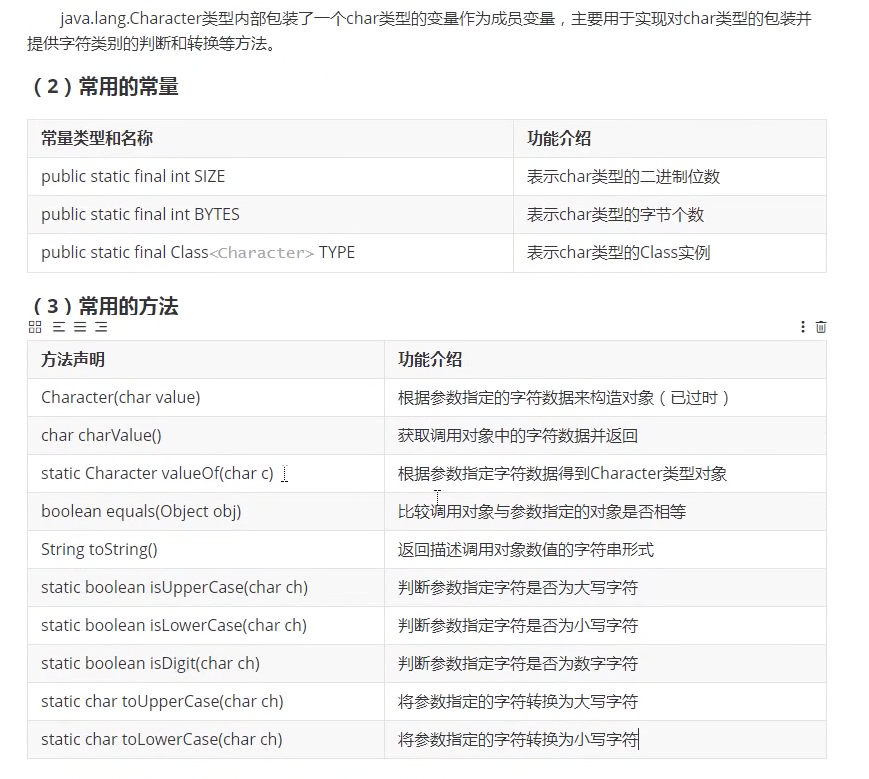 java.lang.Character类型内部包装了一个char类型的变量作为成员变量，主要用于实现对char类型的包装并
提供字符类别的判断和转换等方法。
（2）常用的常量
常量类型和名称 功能介绍
public static final int SIZE 表示char类型的二进制位数
public static final int BYTES 表示char类型的字节个数
public static final Class<Character> TYPE 表示char类型的Class实例
（3）常用的方法
方法声明 功能介绍
Character(char value) 根据参数指定的字符数据来构造对象（已过时）
char charValue() 获取调用对象中的字符数据并返回
static Character valueOf(char c) 根据参数指定字符数据得到Character类型对象
boolean equals(Object obj) 比较调用对象与参数指定的对象是否相等
String toString() 返回描述调用对象数值的字符串形式
static boolean isUpperCase(char ch) 判断参数指定字符是否为大写字符
static boolean isLowerCase(char ch) 判断参数指定字符是否为小写字符
static boolean isDigit(char ch) 判断参数指定字符是否为数字字符
static char toUpperCase(char ch) 将参数指定的字符转换为大写字符
static char toLowerCase(char ch) 将参数指定的字符转换为小写字符